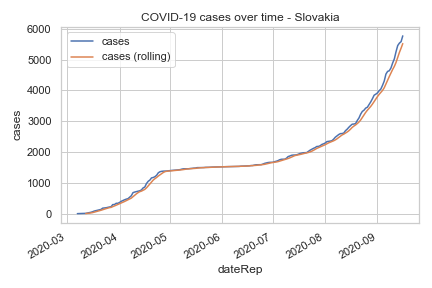 COVID-19 cases over time - Slovakia
cases
cases (rolling)
6000
5000
4000
3000
2000
1000
0
cases
2020-03
2020-04
2020-05
2020-06
2020-07
2020-08
2020-09
dateRep